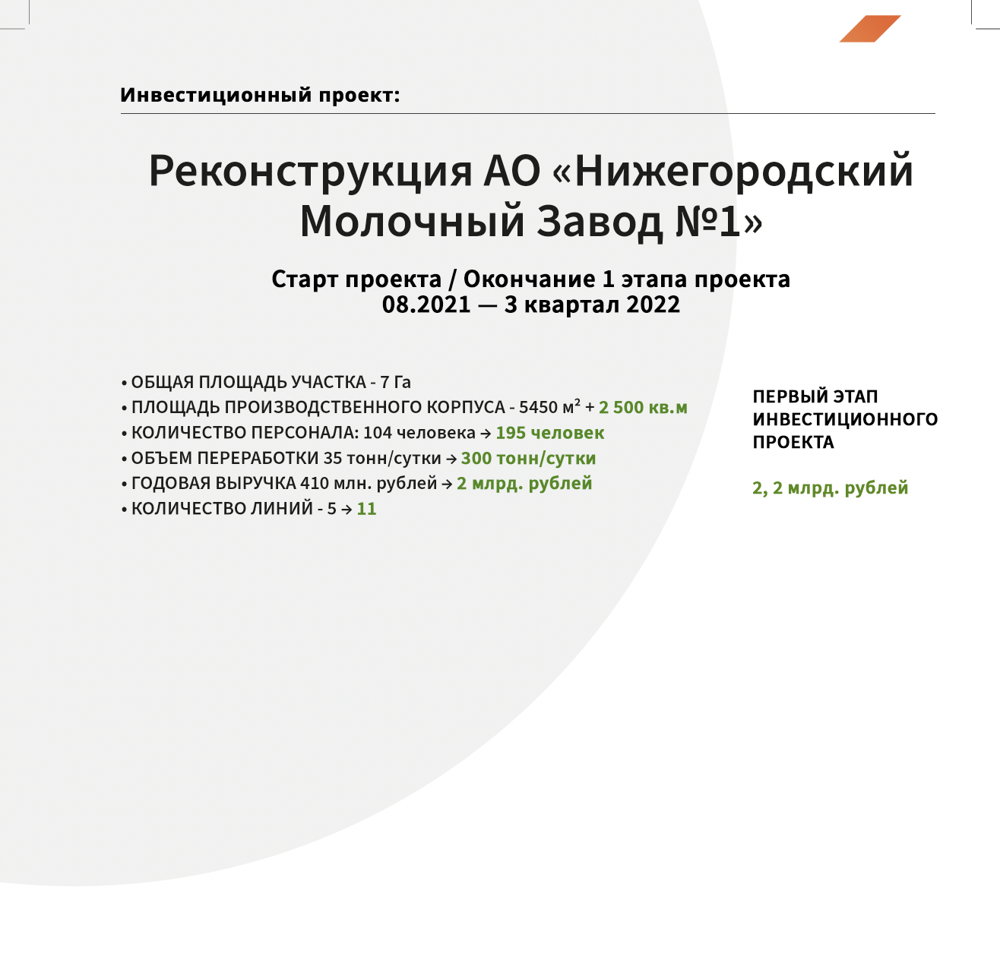 Инвестиционный проект:
Реконструкция АО «Нижегородский
Молочный Завод №1»
Старт проекта / Окончание 1 этапа проекта
08.2021 — 3 квартал 2022
• ОБЩАЯ ПЛОЩАДЬ УЧАСТКА - 7 Га
• ПЛОЩАДЬ ПРОИЗВОДСТВЕННОГО КОРПУСА - 5450 м² + 2 500 кв.м
• КОЛИЧЕСТВО ПЕРСОНАЛА: 104 человека → 195 человек
• ОБЪЕМ ПЕРЕРАБОТКИ 35 тонн/сутки → 300 тонн/сутки
• ГОДОВАЯ ВЫРУЧКА 410 млн. рублей → 2 млрд. рублей
• КОЛИЧЕСТВО ЛИНИЙ - 5 → 11
ПЕРВЫЙ ЭТАП
ИНВЕСТИЦИОННОГО
ПРОЕКТА
2, 2 млрд. рублей